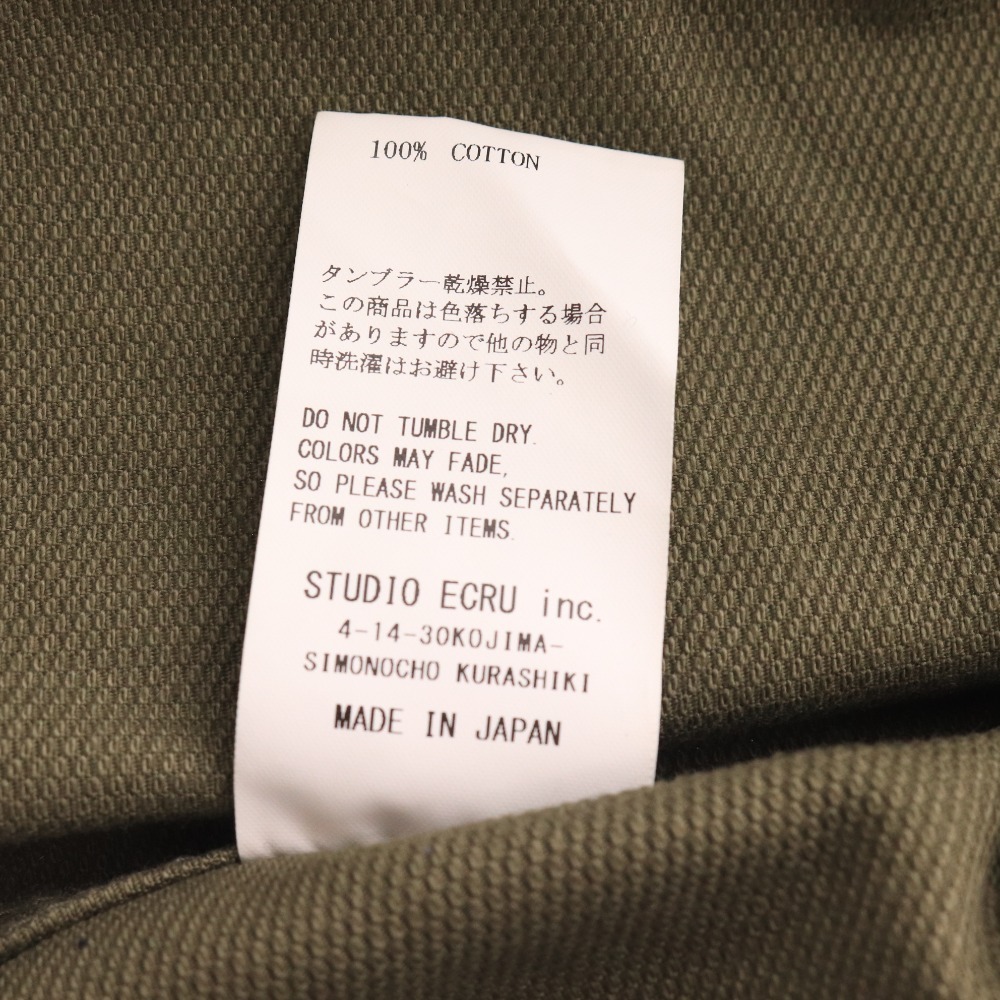 100% COTTON
タンブラー乾燥禁止。
この商品は色落ちする場合
がありますので他の物と同
時洗濯はお避け下さい。
DO NOT TUMBLE DRY.
COLORS MAY FADE,
SO PLEASE WASH SEPARATELY
FROM OTHER ITEMS.
STUDIO ECRU inc.
4-14-30KOJIMA-
SIMONOCHO KURASHIKI
MADE IN JAPAN